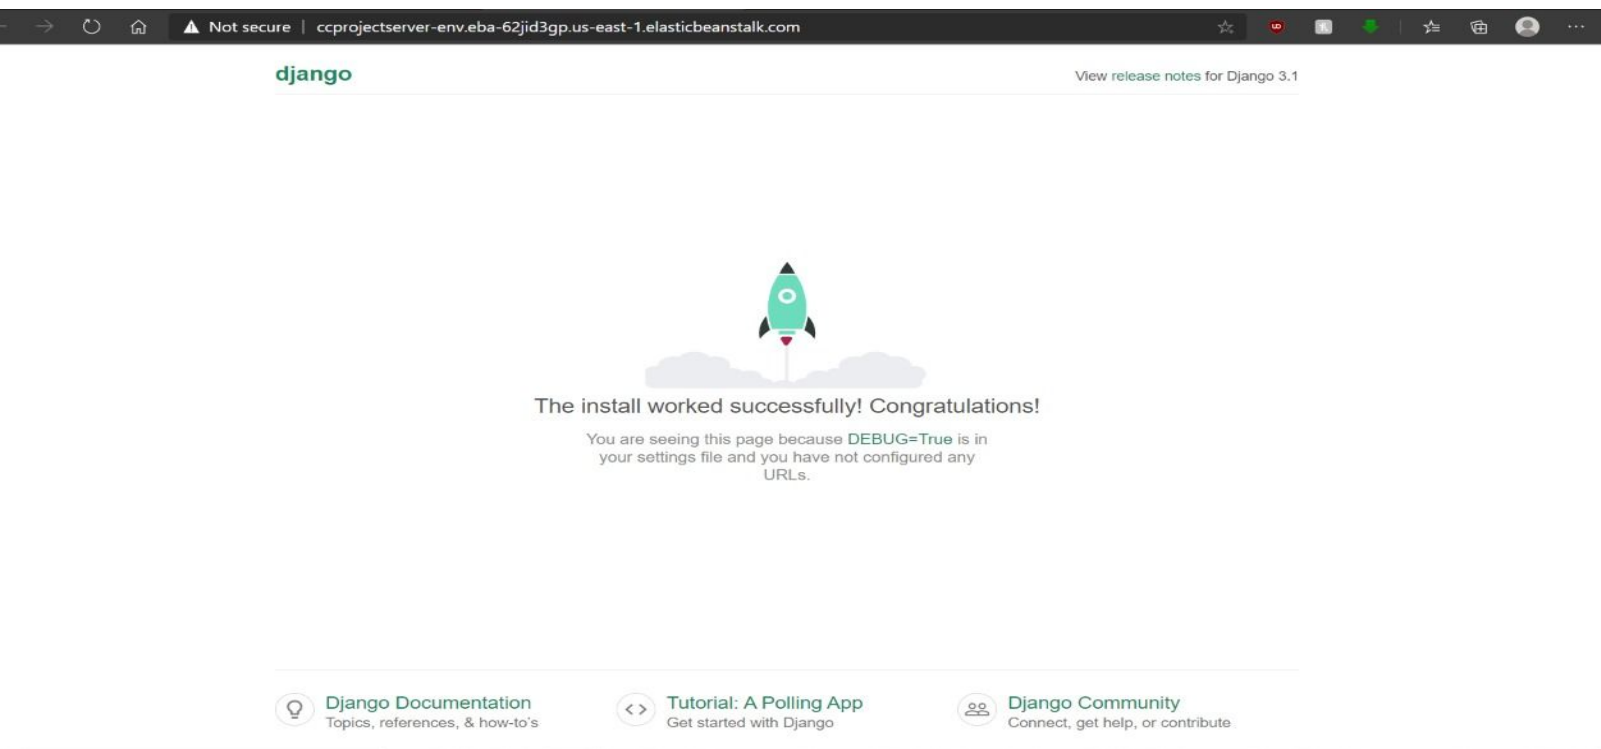 Not secure | ccprojectserver-env.eba-62jid3gp.us-east-1.elasticbeanstalk.com
django
View release notes for Django 3.1
The install worked successfully! Congratulations!
You are seeing this page because DEBUG=True is in
your settings file and you have not configured any
URLs.
Django Documentation
Topics, references, & how-to's
Tutorial: A Polling App
Get started with Django
Django Community
Connect, get help, or contribute